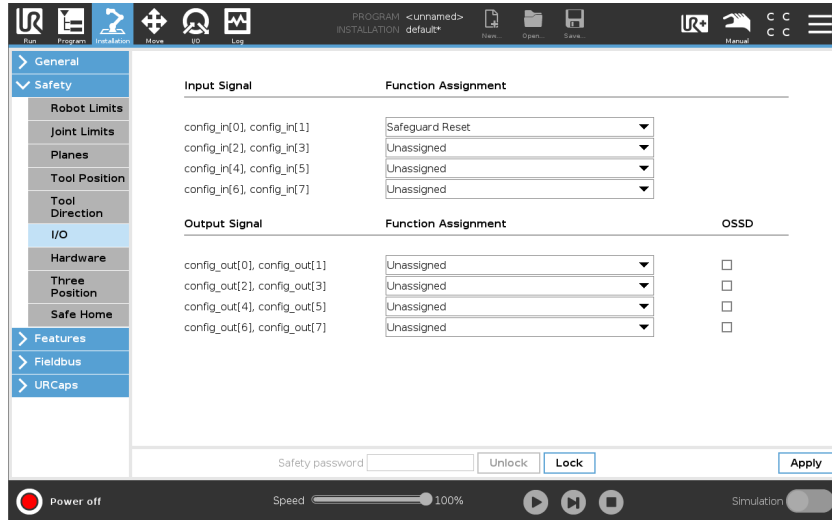 PROGRAM <unnamed>
INSTALLATION default*
Run Program Installation Move I/O Log New... Open... Save... Manual
C C
C C
General
Safety
Robot Limits
Joint Limits
Planes
Tool Position
Tool
Direction
I/O
Hardware
Three
Position
Safe Home
Features
Fieldbus
URCaps
Input Signal Function Assignment
config_in[0], config_in[1] Safeguard Reset
config_in[2], config_in[3] Unassigned
config_in[4], config_in[5] Unassigned
config_in[6], config_in[7] Unassigned
Output Signal Function Assignment OSSD
config_out[0], config_out[1] Unassigned
config_out[2], config_out[3] Unassigned
config_out[4], config_out[5] Unassigned
config_out[6], config_out[7] Unassigned
Safety password Unlock Lock Apply
Power off Speed 100% Simulation